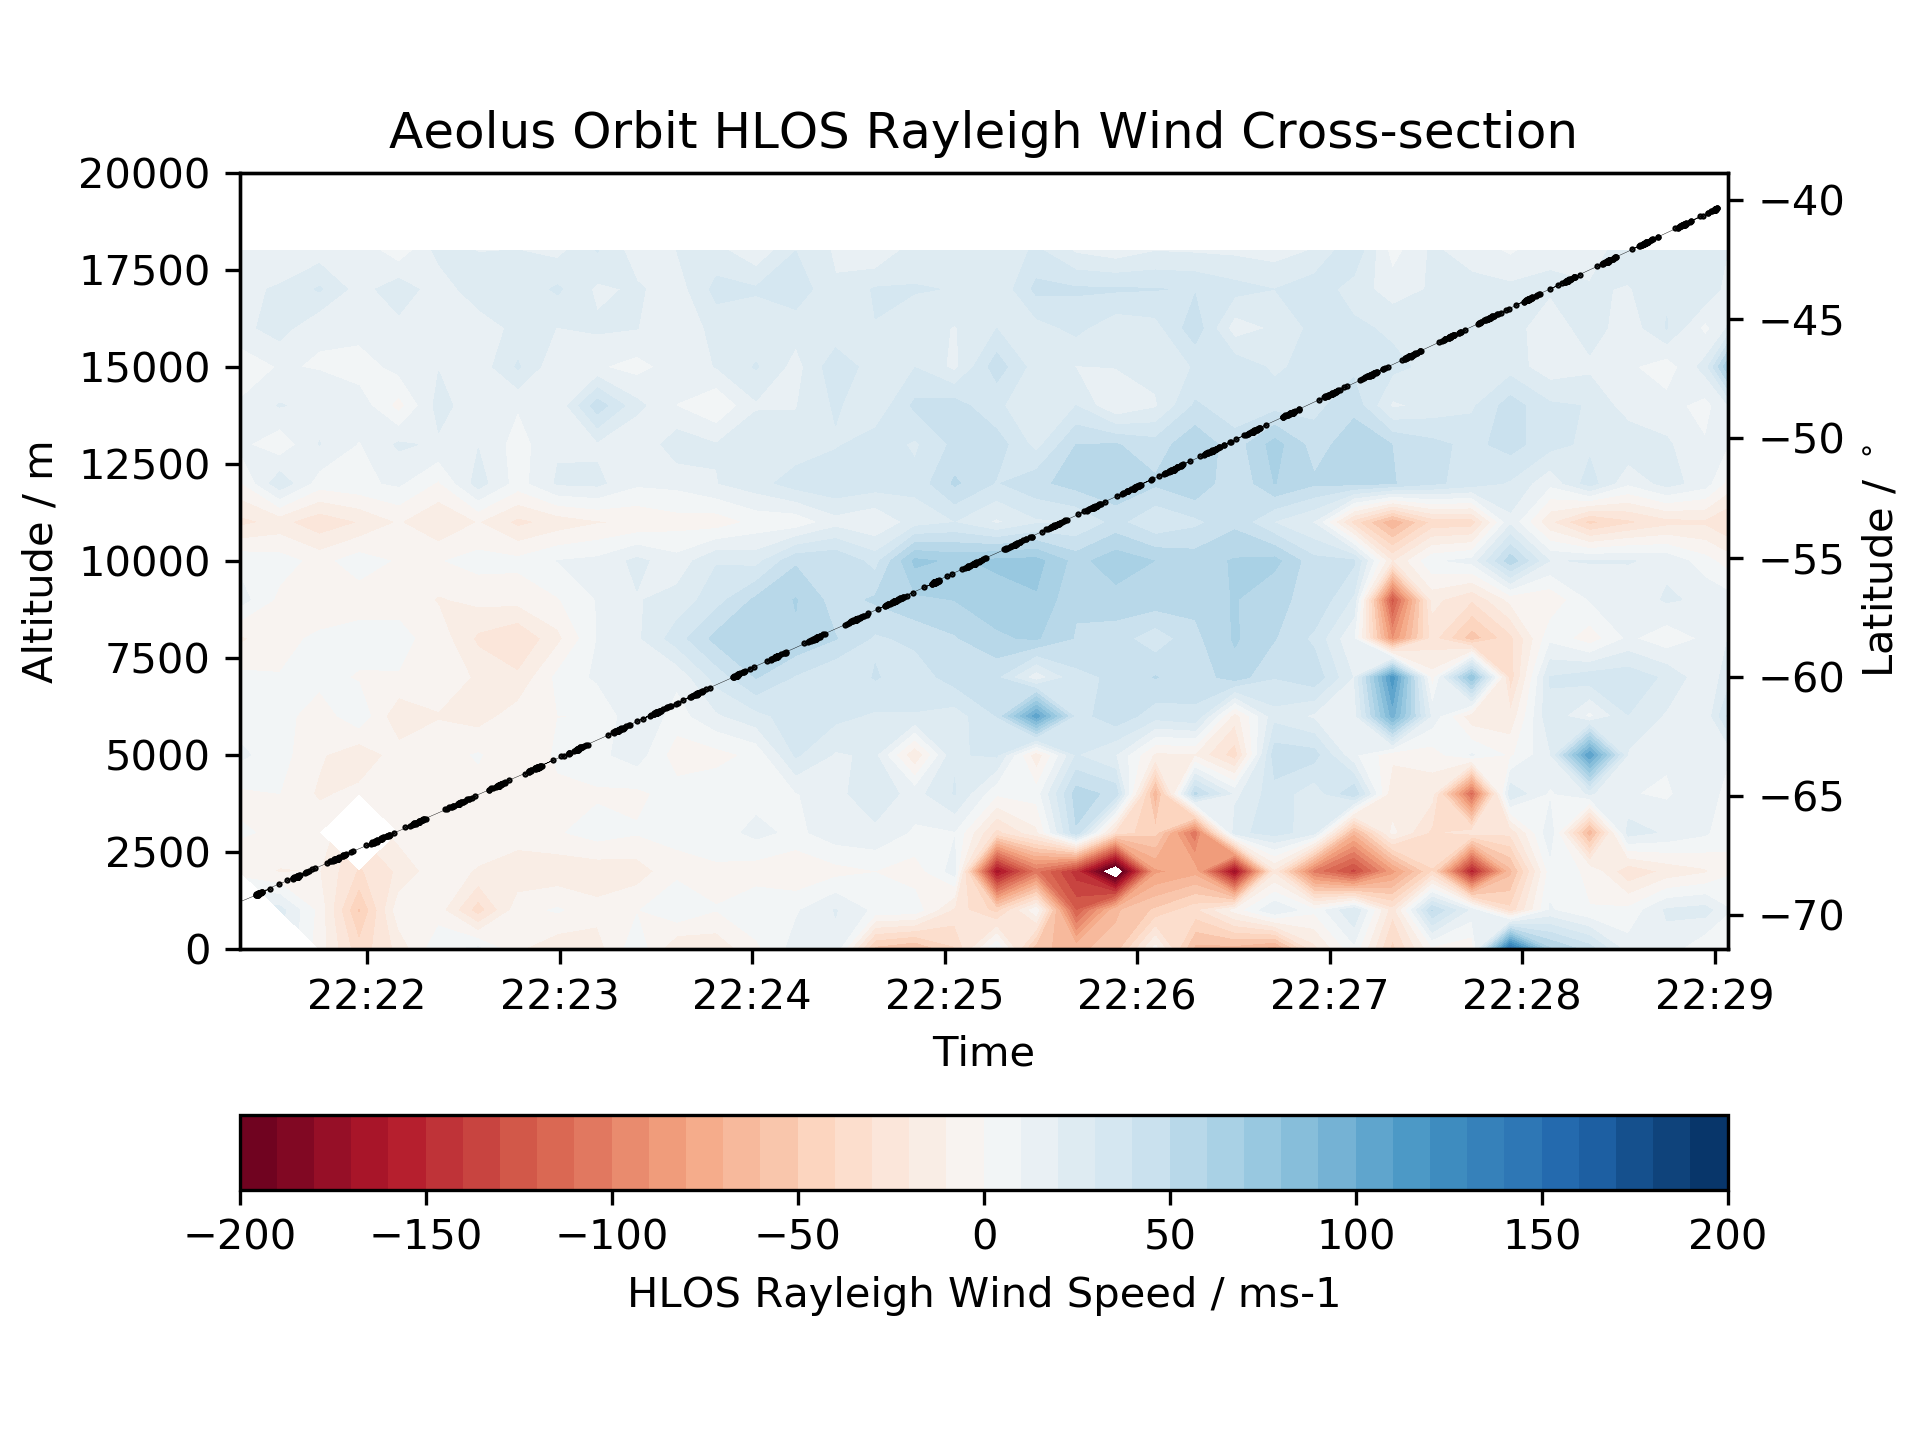 Aeolus Orbit HLOS Rayleigh Wind Cross-section
20000
17500
15000
12500
10000
7500
5000
2500
0
Altitude / m
−40
−45
−50
−55
−60
−65
−70
Latitude / °
22:22 22:23 22:24 22:25 22:26 22:27 22:28 22:29
Time
−200 −150 −100 −50 0 50 100 150 200
HLOS Rayleigh Wind Speed / ms-1